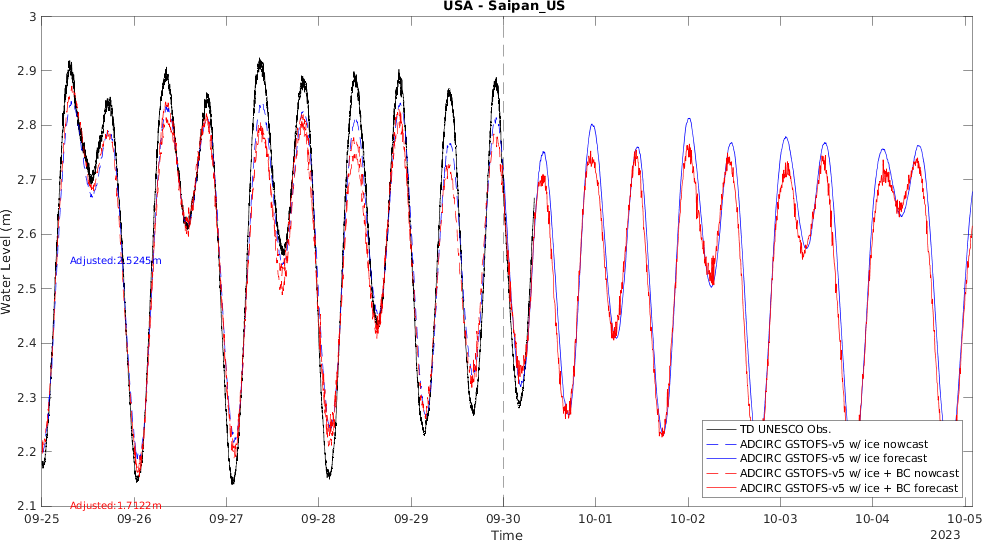 USA - Saipan_US
Water Level (m)
3
2.9
2.8
2.7
2.6
2.5
2.4
2.3
2.2
2.1
Adjusted:2.5245m
Adjusted:1.7122m
TD UNESCO Obs.
ADCIRC GSTOFS-v5 w/ ice nowcast
ADCIRC GSTOFS-v5 w/ ice forecast
ADCIRC GSTOFS-v5 w/ ice + BC nowcast
ADCIRC GSTOFS-v5 w/ ice + BC forecast
09-25 09-26 09-27 09-28 09-29 09-30 10-01 10-02 10-03 10-04 10-05
Time
2023